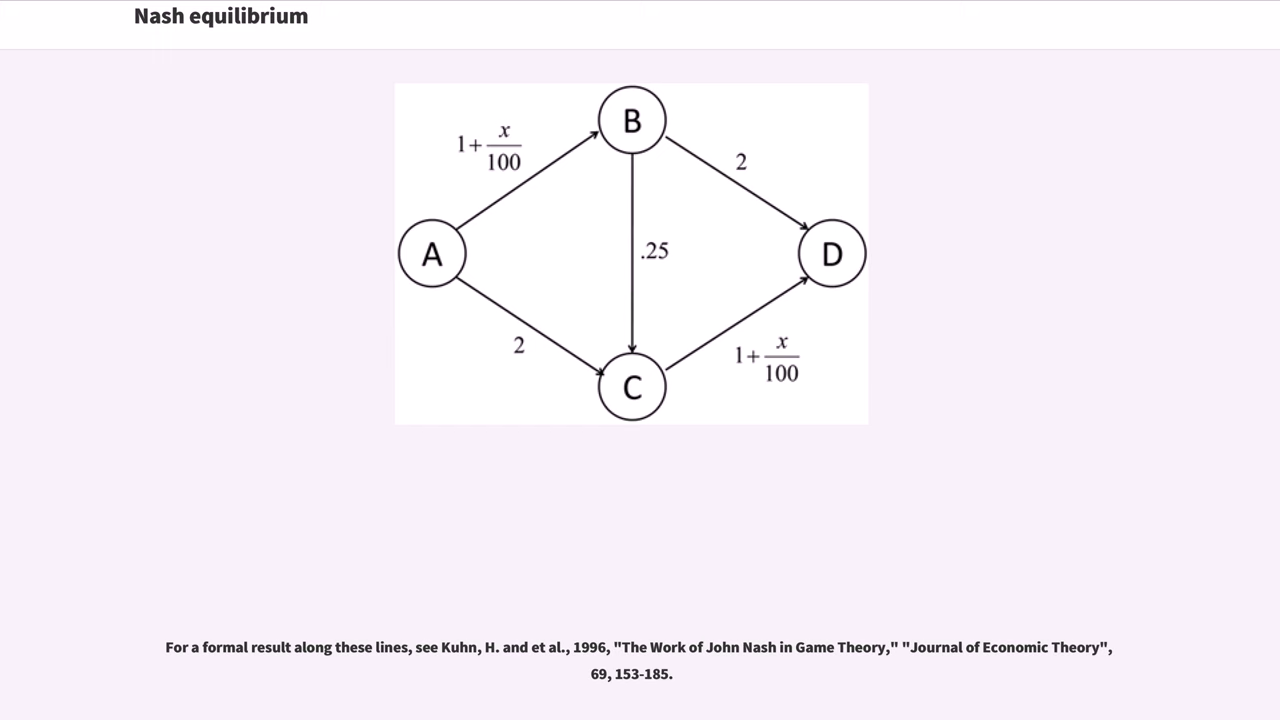 Nash equilibrium
B
1+x/100
2
A
.25
D
2
1+x/100
C
For a formal result along these lines, see Kuhn, H. and et al., 1996, "The Work of John Nash in Game Theory," "Journal of Economic Theory",
69, 153-185.